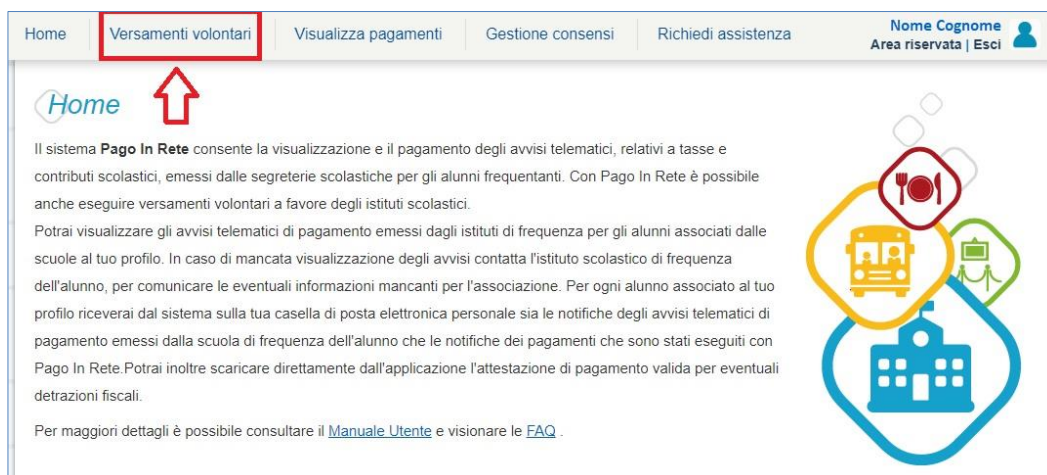 Home Versamenti volontari Visualizza pagamenti Gestione consensi Richiedi assistenza Nome Cognome
Area riservata | Esci
Home
Il sistema Pago In Rete consente la visualizzazione e il pagamento degli avvisi telematici, relativi a tasse e
contributi scolastici, emessi dalle segreterie scolastiche per gli alunni frequentanti. Con Pago In Rete è possibile
anche eseguire versamenti volontari a favore degli istituti scolastici.
Potrai visualizzare gli avvisi telematici di pagamento emessi dagli istituti di frequenza per gli alunni associati dalle
scuole al tuo profilo. In caso di mancata visualizzazione degli avvisi contatta l'istituto scolastico di frequenza
dell'alunno, per comunicare le eventuali informazioni mancanti per l'associazione. Per ogni alunno associato al tuo
profilo riceverai dal sistema sulla tua casella di posta elettronica personale sia le notifiche degli avvisi telematici di
pagamento emessi dalla scuola di frequenza dell'alunno che le notifiche dei pagamenti che sono stati eseguiti con
Pago In Rete.Potrai inoltre scaricare direttamente dall'applicazione l'attestazione di pagamento valida per eventuali
detrazioni fiscali.
Per maggiori dettagli è possibile consultare il Manuale Utente e visionare le FAQ .